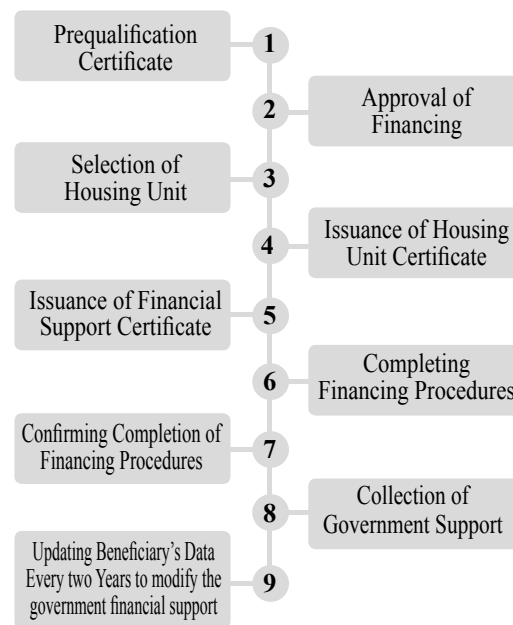 Prequalification
Certificate
1
2
Approval of
Financing
Selection of
Housing Unit
3
4
Issuance of Housing
Unit Certificate
Issuance of Financial
Support Certificate
5
6
Completing
Financing Procedures
Confirming Completion of
Financing Procedures
7
8
Collection of
Government Support
Updating Beneficiary's Data
Every two Years to modify the
government financial support
9